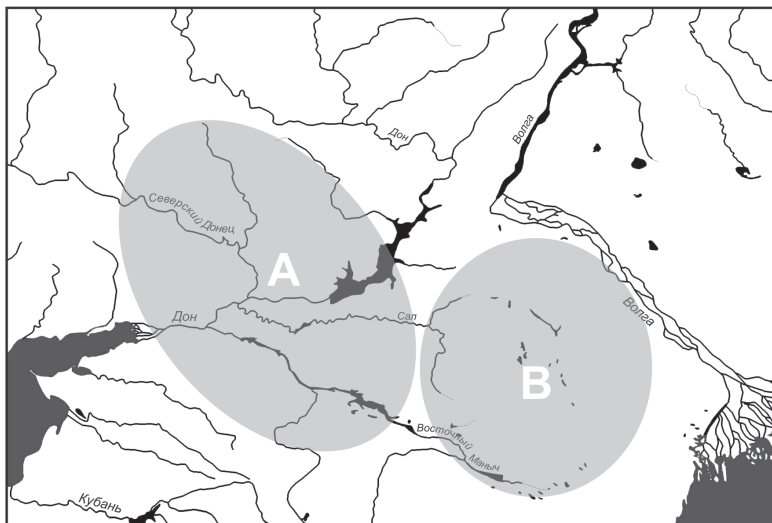 Дон
Волга
Северский Донец
A
Волга
Дон
Сал
B
Восточный
Маныч
Кубань